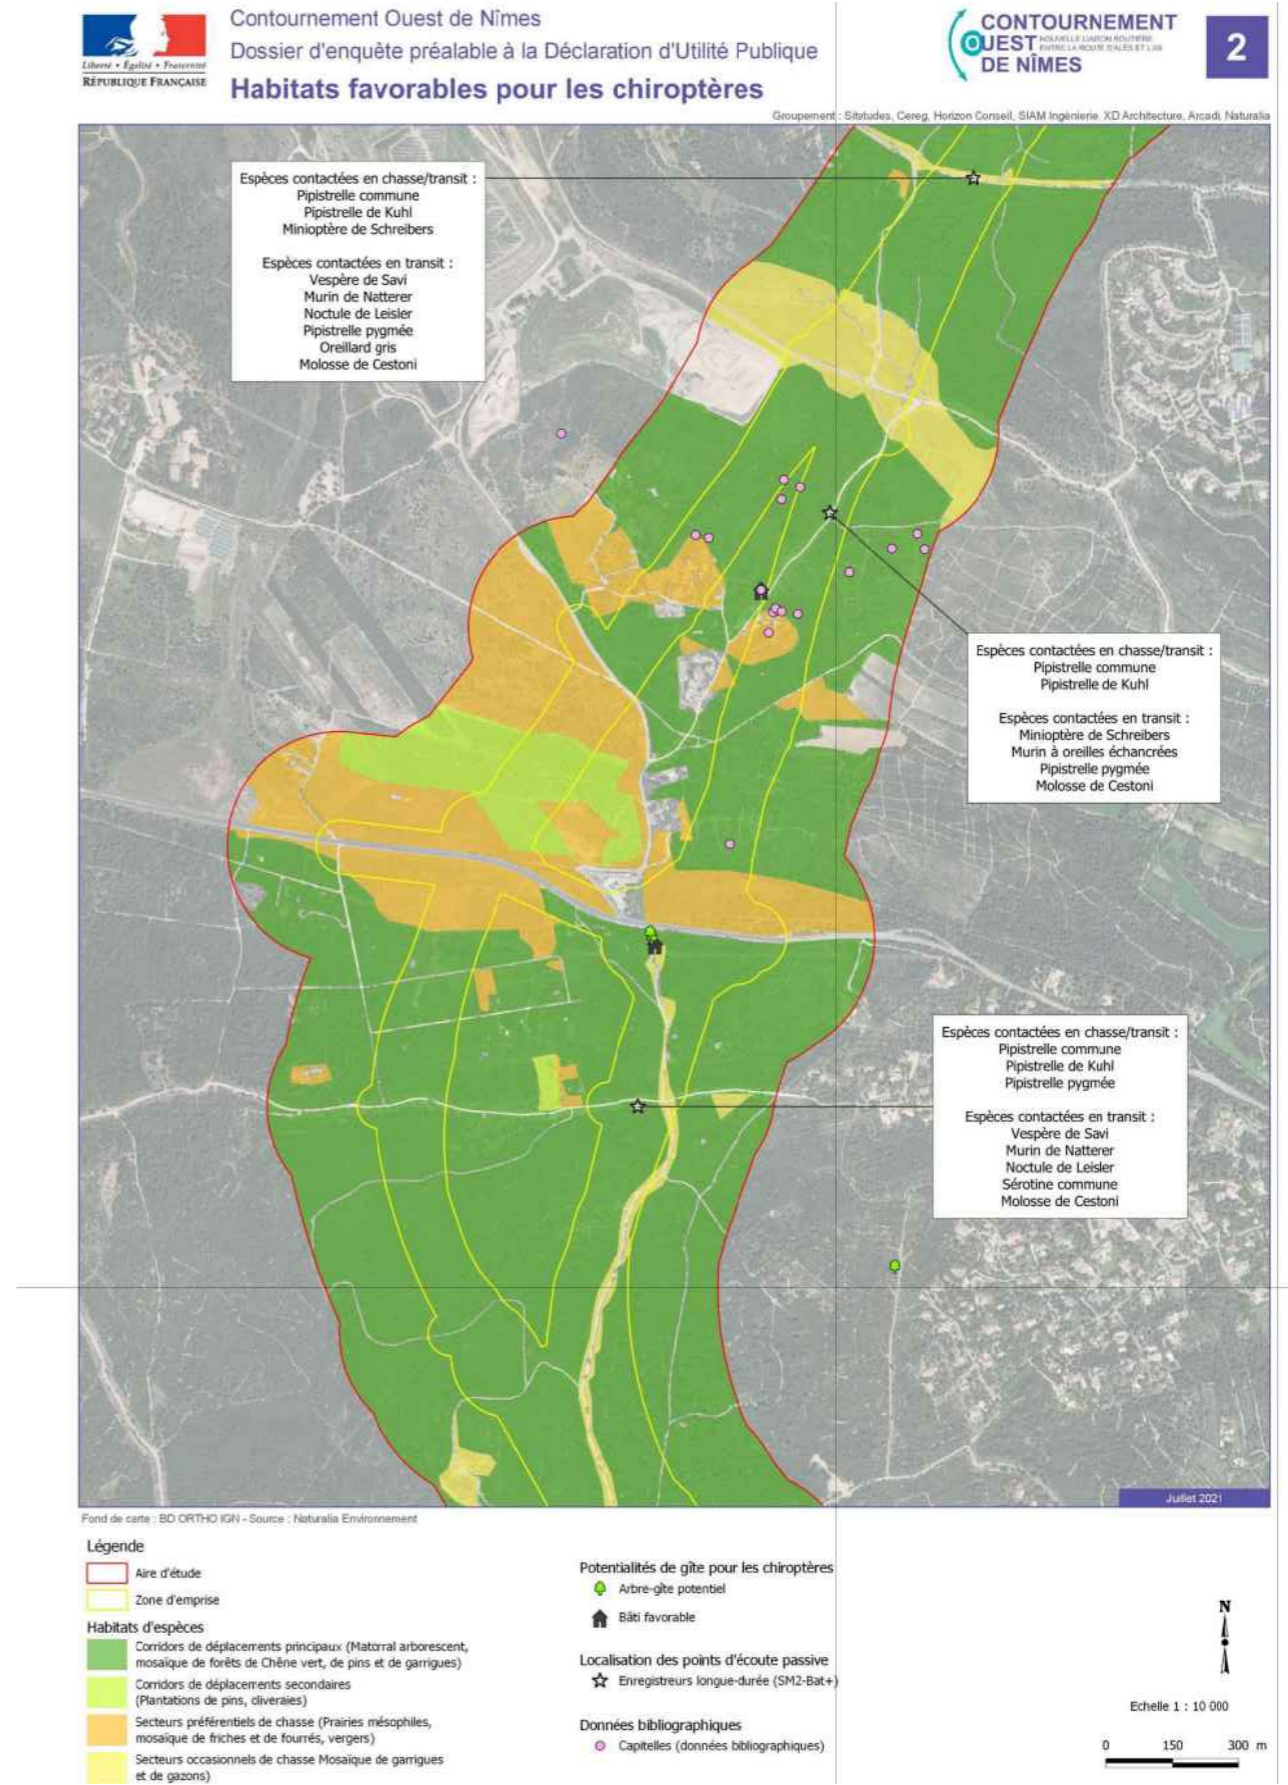 Contournement Ouest de Nîmes
Dossier d'enquête préalable à la Déclaration d'Utilité Publique
Habitats favorables pour les chiroptères
Liberté • Égalité • Fraternité
RÉPUBLIQUE FRANÇAISE
CONTOURNEMENT
OUEST
NOUVELLE LIAISON ROUTIÈRE
ENTRE LA ROUTE D'ALÈS ET L'A9
DE NÎMES
2
Groupement : Sitétudes, Cereg, Horizon Conseil, SIAM Ingénierie, XD Architecture, Arcadi, Naturalia
Espèces contactées en chasse/transit :
Pipistrelle commune
Pipistrelle de Kuhl
Minioptère de Schreibers
Espèces contactées en transit :
Vespère de Savi
Murin de Natterer
Noctule de Leisler
Pipistrelle pygmée
Oreillard gris
Molosse de Cestoni
Espèces contactées en chasse/transit :
Pipistrelle commune
Pipistrelle de Kuhl
Espèces contactées en transit :
Minioptère de Schreibers
Murin à oreilles échancrées
Pipistrelle pygmée
Molosse de Cestoni
Espèces contactées en chasse/transit :
Pipistrelle commune
Pipistrelle de Kuhl
Pipistrelle pygmée
Espèces contactées en transit :
Vespère de Savi
Murin de Natterer
Noctule de Leisler
Sérotine commune
Molosse de Cestoni
Juillet 2021
Fond de carte : BD ORTHO IGN - Source : Naturalia Environnement
Légende
Aire d'étude
Zone d'emprise
Habitats d'espèces
Corridors de déplacements principaux (Matorral arborescent,
mosaïque de forêts de Chêne vert, de pins et de garrigues)
Corridors de déplacements secondaires
(Plantations de pins, oliveraies)
Secteurs préférentiels de chasse (Prairies mésophiles,
mosaïque de friches et de fourrés, vergers)
Secteurs occasionnels de chasse Mosaïque de garrigues
et de gazons)
Potentialités de gîte pour les chiroptères
Arbre-gîte potentiel
Bâti favorable
Localisation des points d'écoute passive
Enregistreurs longue-durée (SM2-Bat+)
Données bibliographiques
Capitelles (données bibliographiques)
N
Echelle 1 : 10 000
0 150 300 m